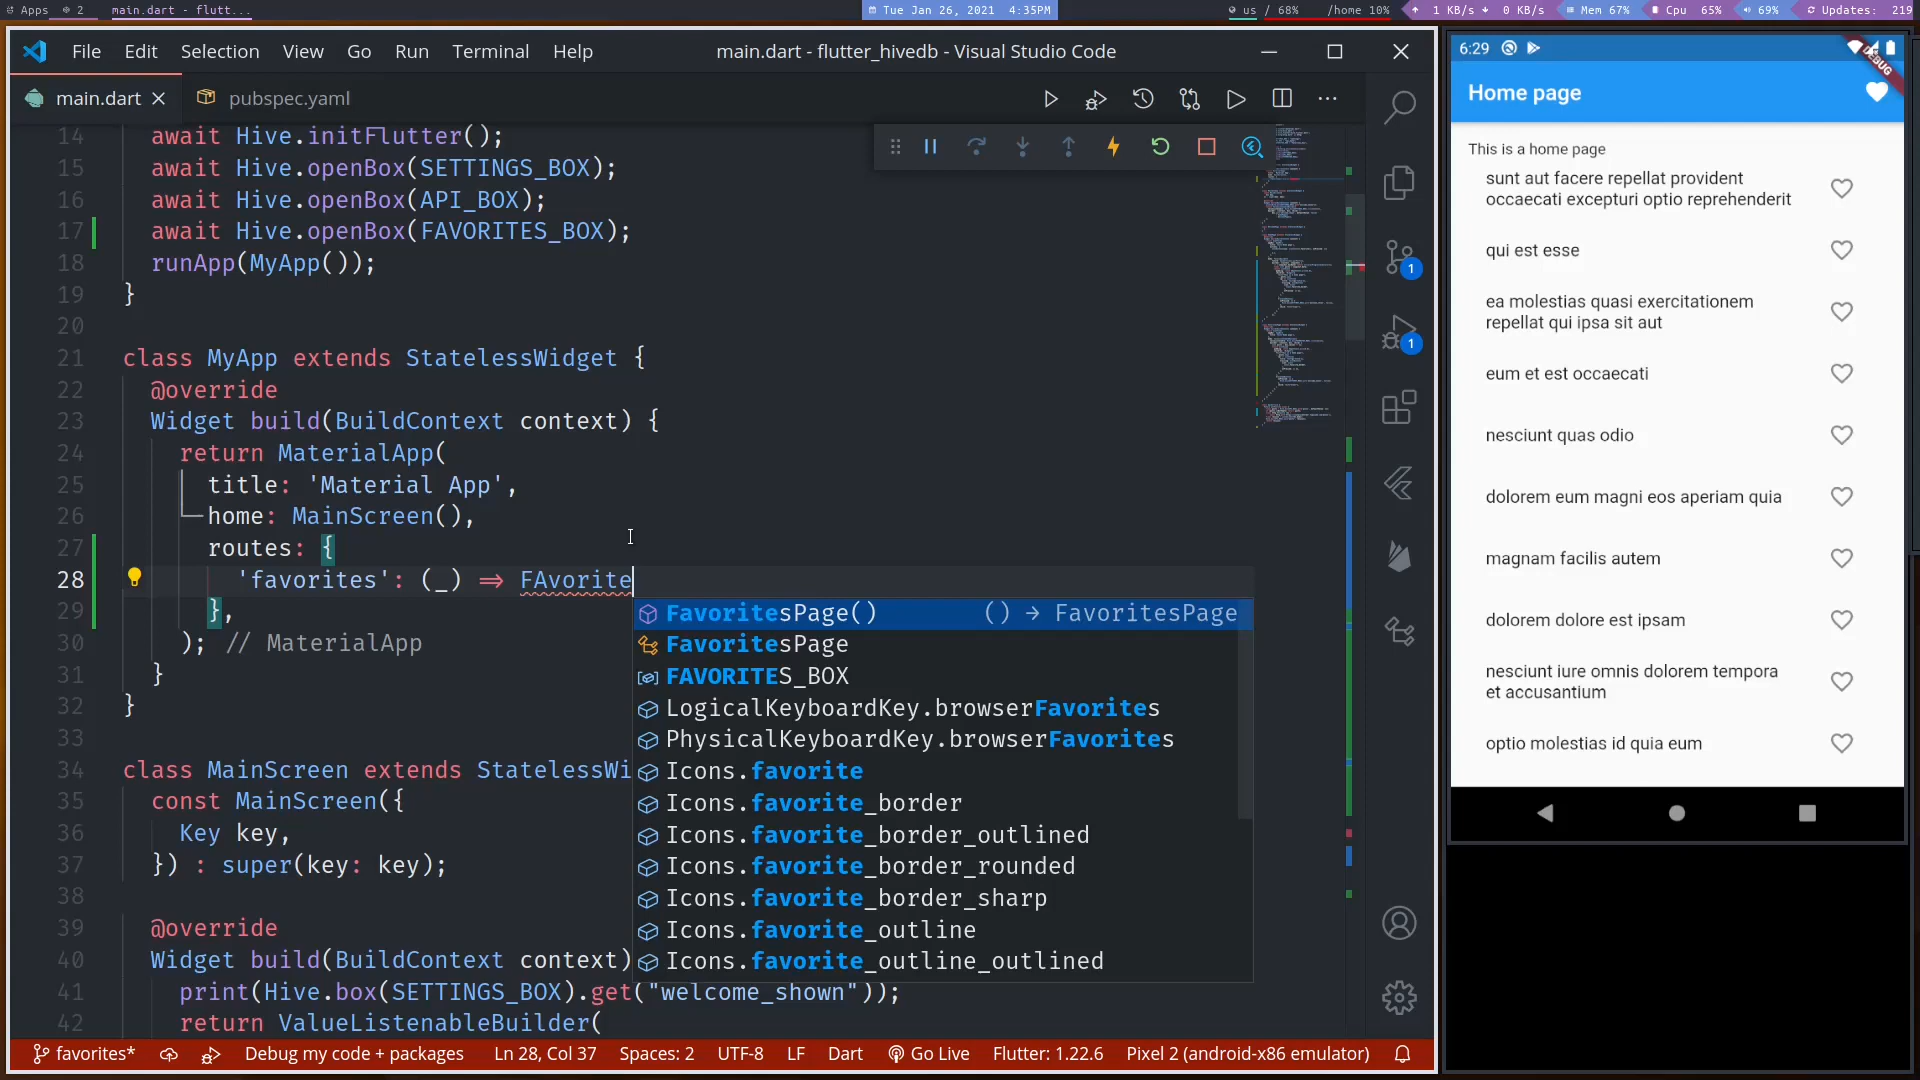 Apps
2
main.dart - flutt...
Tue Jan 26, 2021 4:35PM
us / 68%
/home 10%
1 KB/s
0 KB/s
Mem 67%
Cpu 65%
69%
Updates: 219
File Edit Selection View Go Run Terminal Help
main.dart - flutter_hivedb - Visual Studio Code
main.dart
pubspec.yaml
14 await Hive.initFlutter();
15 await Hive.openBox(SETTINGS_BOX);
16 await Hive.openBox(API_BOX);
17 await Hive.openBox(FAVORITES_BOX);
18 runApp(MyApp());
19 }
20
21 class MyApp extends StatelessWidget {
22 @override
23 Widget build(BuildContext context) {
24 return MaterialApp(
25 title: 'Material App',
26 home: MainScreen(),
27 routes: {
28 'favorites': (_) => FAvorite
29 },
30 ); // MaterialApp
31 }
32 }
33
34 class MainScreen extends StatelessWi
35 const MainScreen({
36 Key key,
37 }) : super(key: key);
38
39 @override
40 Widget build(BuildContext context)
41 print(Hive.box(SETTINGS_BOX).get("welcome_shown"));
42 return ValueListenableBuilder(
FavoritesPage() () → FavoritesPage
FavoritesPage
FAVORITES_BOX
LogicalKeyboardKey.browserFavorites
PhysicalKeyboardKey.browserFavorites
Icons.favorite
Icons.favorite_border
Icons.favorite_border_outlined
Icons.favorite_border_rounded
Icons.favorite_border_sharp
Icons.favorite_outline
Icons.favorite_outline_outlined
1
1
favorites*
Debug my code + packages
Ln 28, Col 37
Spaces: 2
UTF-8
LF
Dart
Go Live
Flutter: 1.22.6
Pixel 2 (android-x86 emulator)
6:29
DEBUG
Home page
This is a home page
sunt aut facere repellat provident
occaecati excepturi optio reprehenderit
qui est esse
ea molestias quasi exercitationem
repellat qui ipsa sit aut
eum et est occaecati
nesciunt quas odio
dolorem eum magni eos aperiam quia
magnam facilis autem
dolorem dolore est ipsam
nesciunt iure omnis dolorem tempora
et accusantium
optio molestias id quia eum